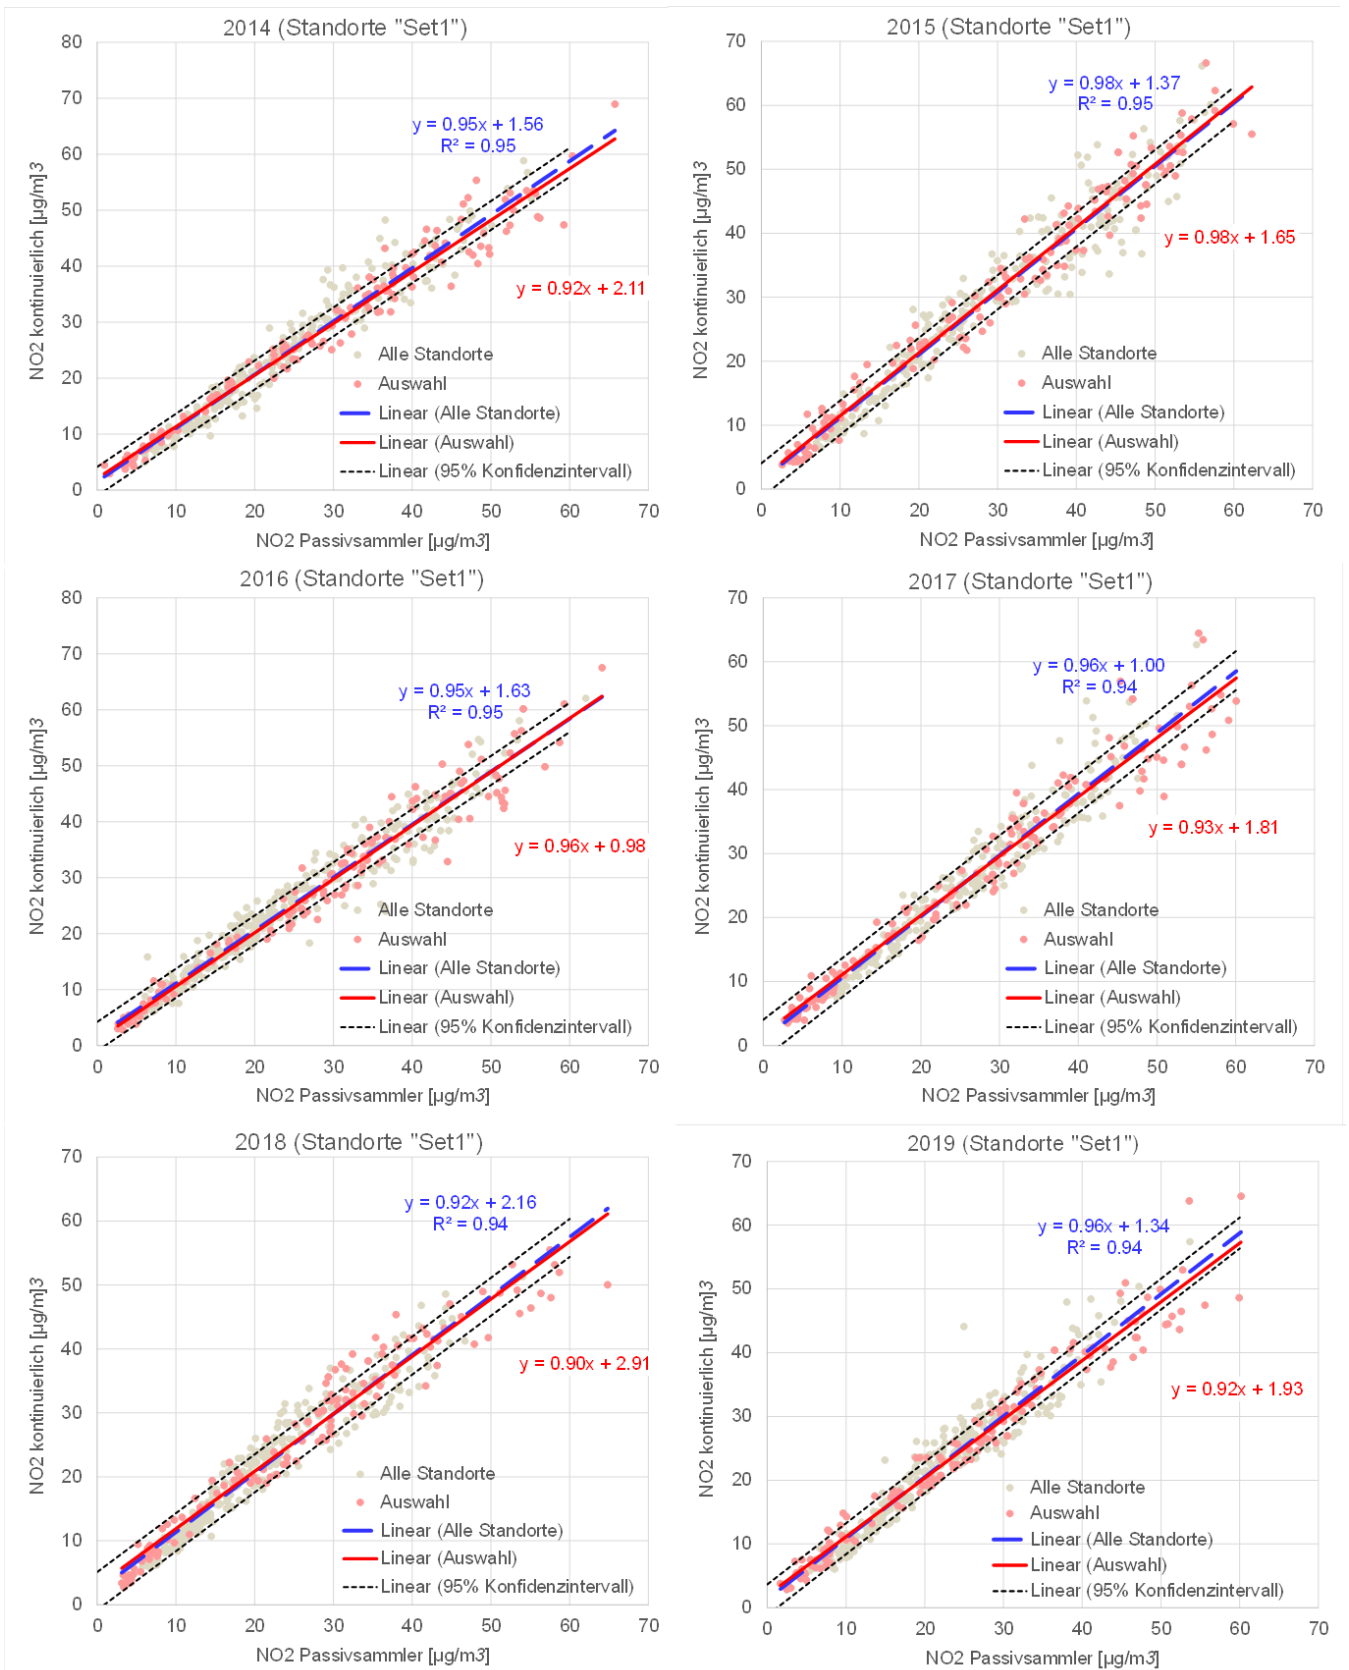 2014 (Standorte "Set1")
80
70
60
50
40
30
20
10
0
NO2 kontinuierlich [µg/m]3
y = 0.95x + 1.56
R² = 0.95
y = 0.92x + 2.11
Alle Standorte
Auswahl
Linear (Alle Standorte)
Linear (Auswahl)
Linear (95% Konfidenzintervall)
0 10 20 30 40 50 60 70
NO2 Passivsammler [µg/m3]
2015 (Standorte "Set1")
70
60
50
40
30
20
10
0
NO2 kontinuierlich [µg/m]3
y = 0.98x + 1.37
R² = 0.95
y = 0.98x + 1.65
Alle Standorte
Auswahl
Linear (Alle Standorte)
Linear (Auswahl)
Linear (95% Konfidenzintervall)
0 10 20 30 40 50 60 70
NO2 Passivsammler [µg/m3]
2016 (Standorte "Set1")
80
70
60
50
40
30
20
10
0
NO2 kontinuierlich [µg/m]3
y = 0.95x + 1.63
R² = 0.95
y = 0.96x + 0.98
Alle Standorte
Auswahl
Linear (Alle Standorte)
Linear (Auswahl)
Linear (95% Konfidenzintervall)
0 10 20 30 40 50 60 70
NO2 Passivsammler [µg/m3]
2017 (Standorte "Set1")
70
60
50
40
30
20
10
0
NO2 kontinuierlich [µg/m]3
y = 0.96x + 1.00
R² = 0.94
y = 0.93x + 1.81
Alle Standorte
Auswahl
Linear (Alle Standorte)
Linear (Auswahl)
Linear (95% Konfidenzintervall)
0 10 20 30 40 50 60 70
NO2 Passivsammler [µg/m3]
2018 (Standorte "Set1")
70
60
50
40
30
20
10
0
NO2 kontinuierlich [µg/m]3
y = 0.92x + 2.16
R² = 0.94
y = 0.90x + 2.91
Alle Standorte
Auswahl
Linear (Alle Standorte)
Linear (Auswahl)
Linear (95% Konfidenzintervall)
0 10 20 30 40 50 60 70
NO2 Passivsammler [µg/m3]
2019 (Standorte "Set1")
70
60
50
40
30
20
10
0
NO2 kontinuierlich [µg/m]3
y = 0.96x + 1.34
R² = 0.94
y = 0.92x + 1.93
Alle Standorte
Auswahl
Linear (Alle Standorte)
Linear (Auswahl)
Linear (95% Konfidenzintervall)
0 10 20 30 40 50 60 70
NO2 Passivsammler [µg/m3]